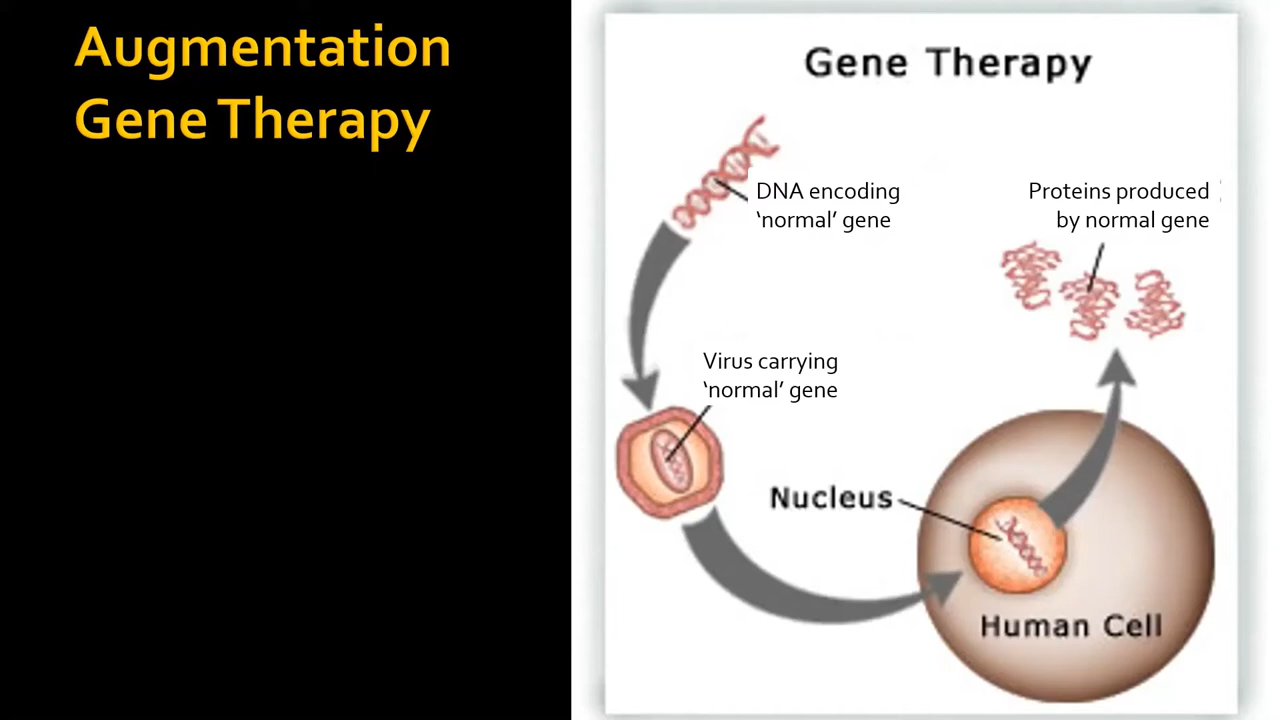 Augmentation
Gene Therapy
Gene Therapy
DNA encoding
‘normal’ gene
Proteins produced
by normal gene
Virus carrying
‘normal’ gene
Nucleus
Human Cell